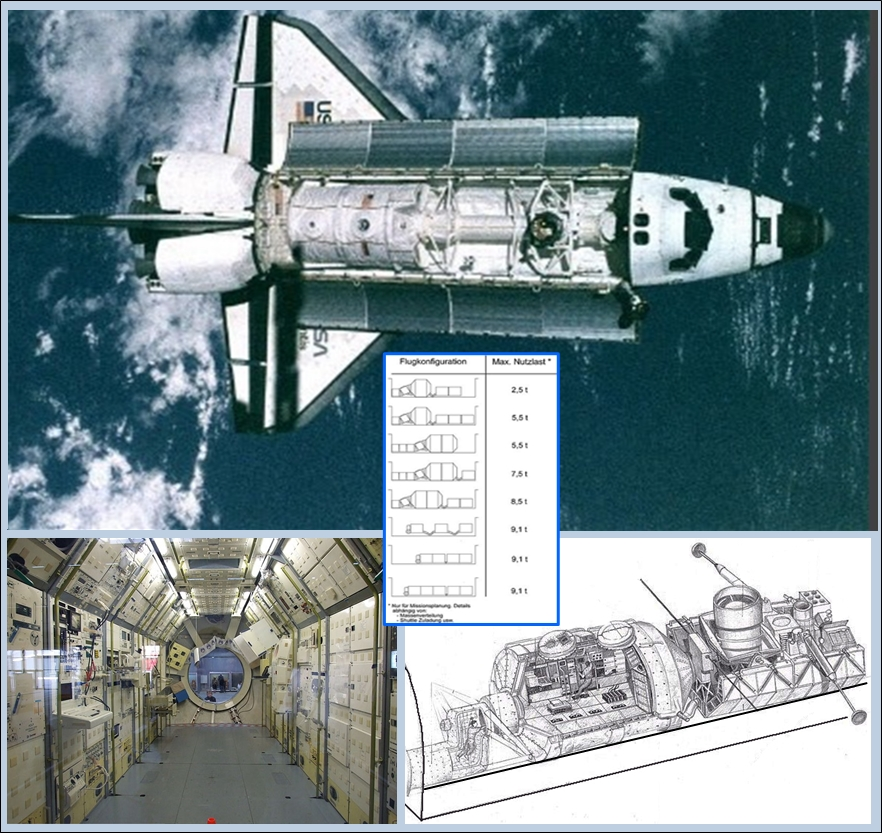 Flugkonfiguration Max. Nutzlast *
2,5 t
5,5 t
5,5 t
7,5 t
8,5 t
9,1 t
9,1 t
9,1 t
* Nur für Missionsplanung. Details
abhängig von:
- Massenverteilung
- Shuttle Zuladung usw.